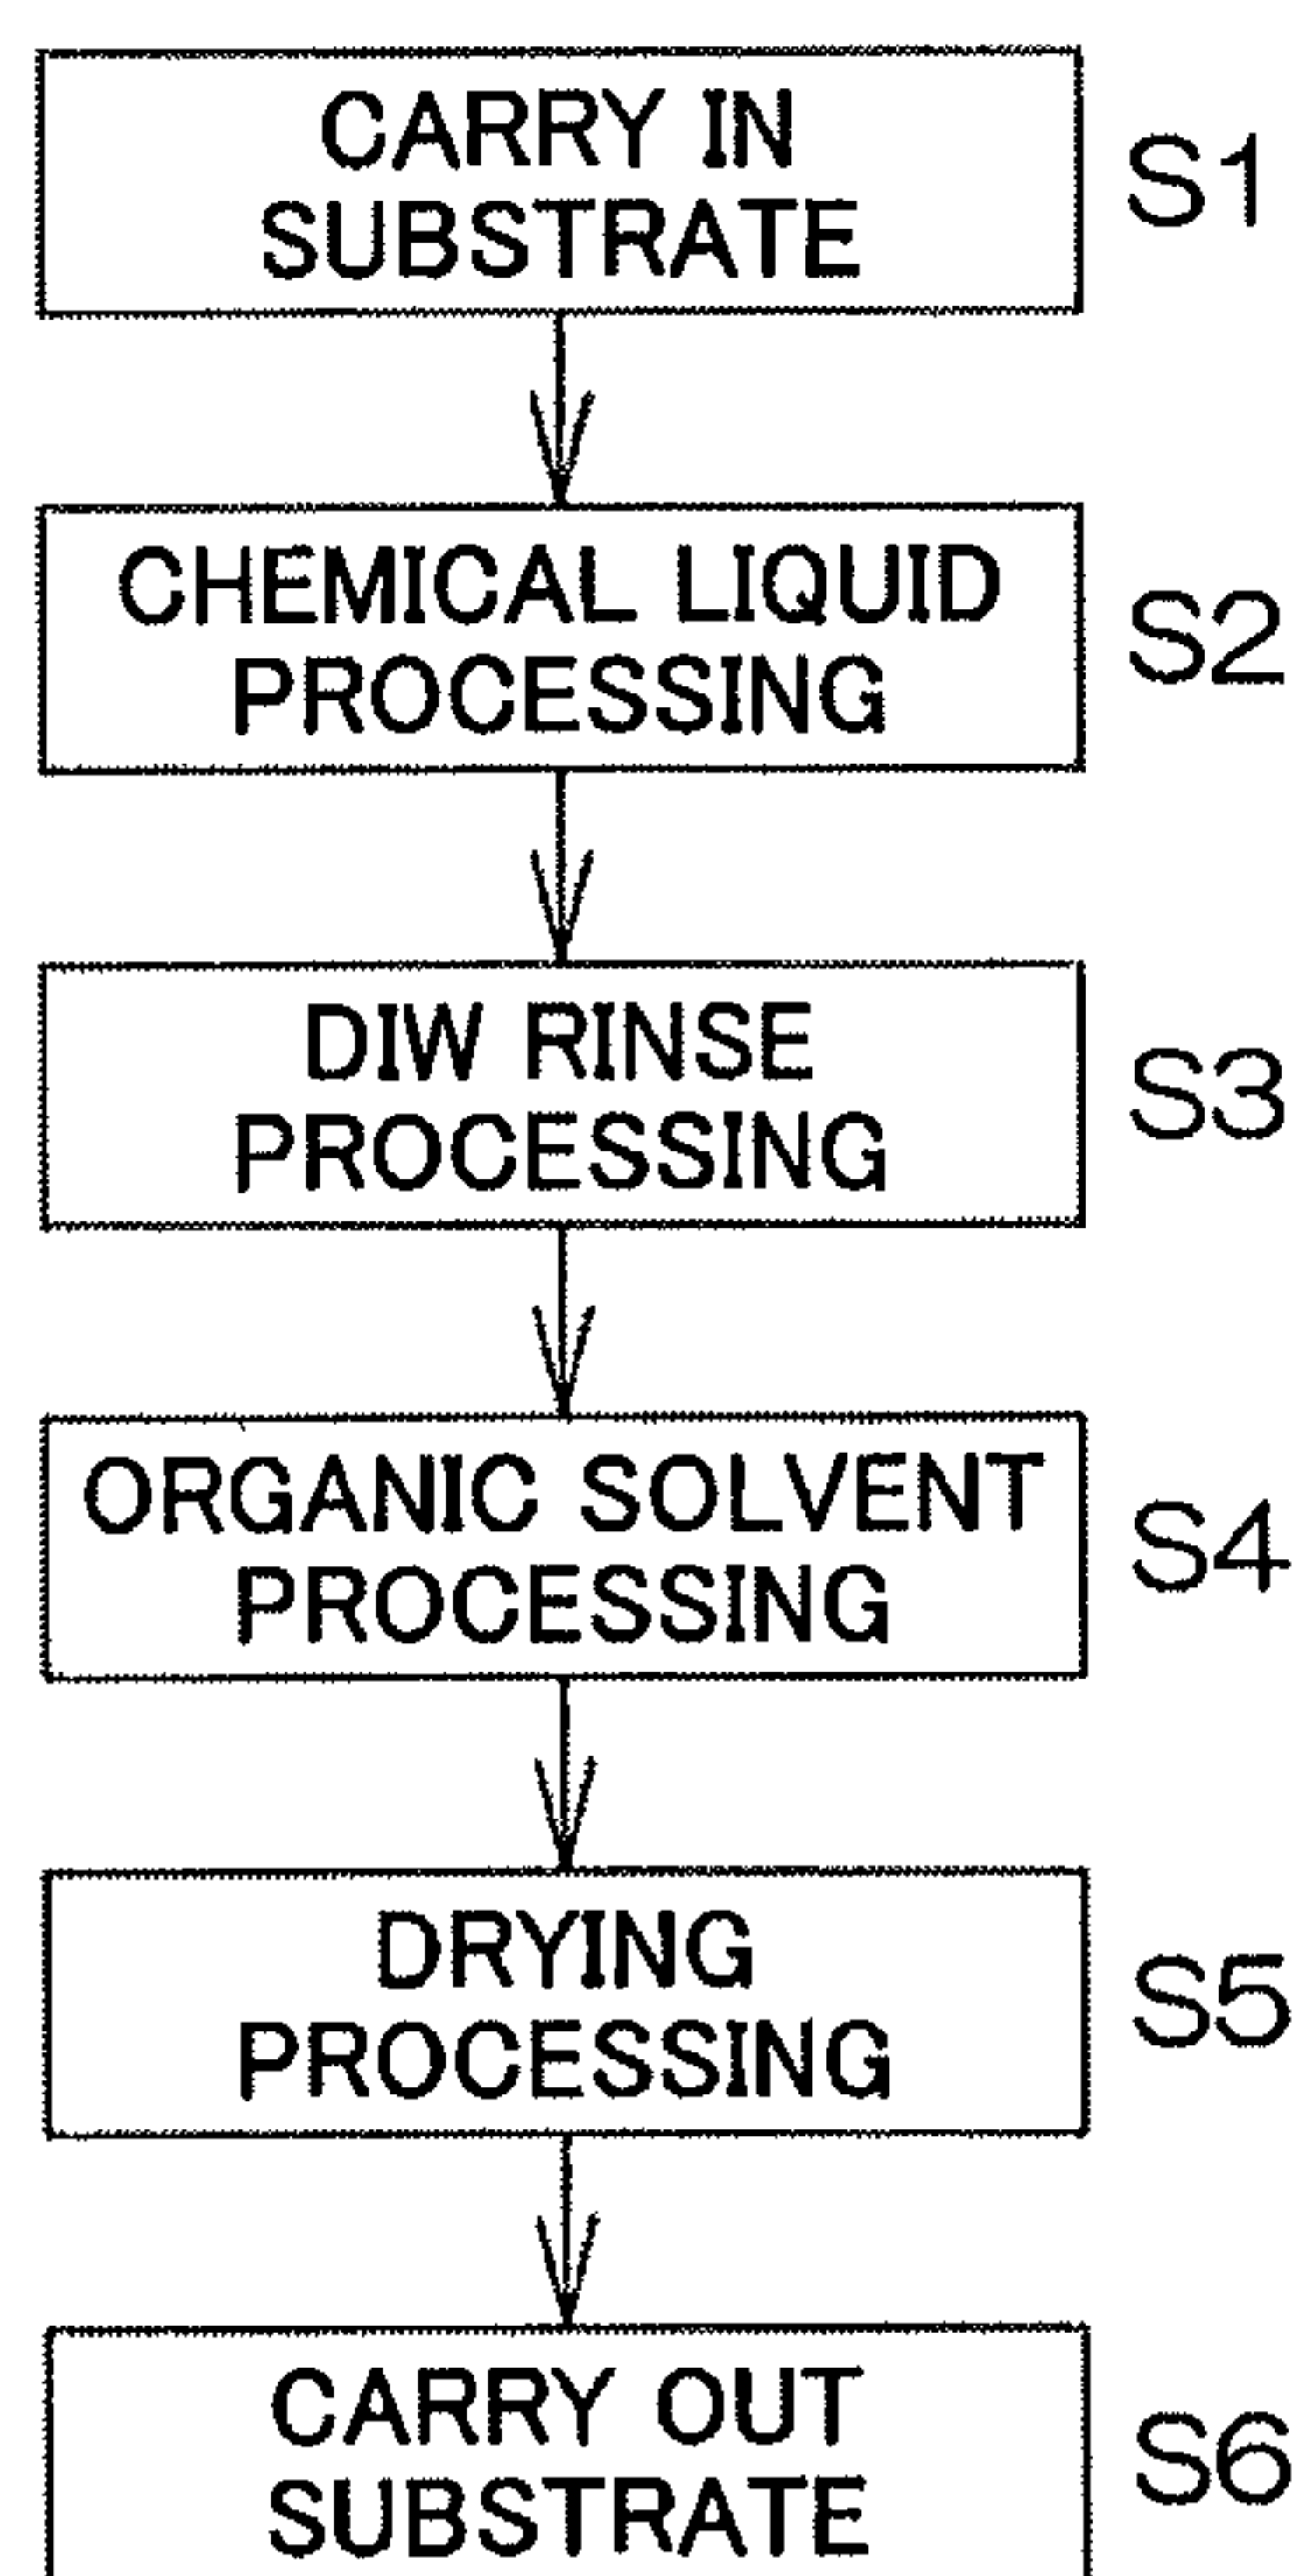 CARRY IN
SUBSTRATE
S1
CHEMICAL LIQUID
PROCESSING
S2
DIW RINSE
PROCESSING
S3
ORGANIC SOLVENT
PROCESSING
S4
DRYING
PROCESSING
S5
CARRY OUT
SUBSTRATE
S6